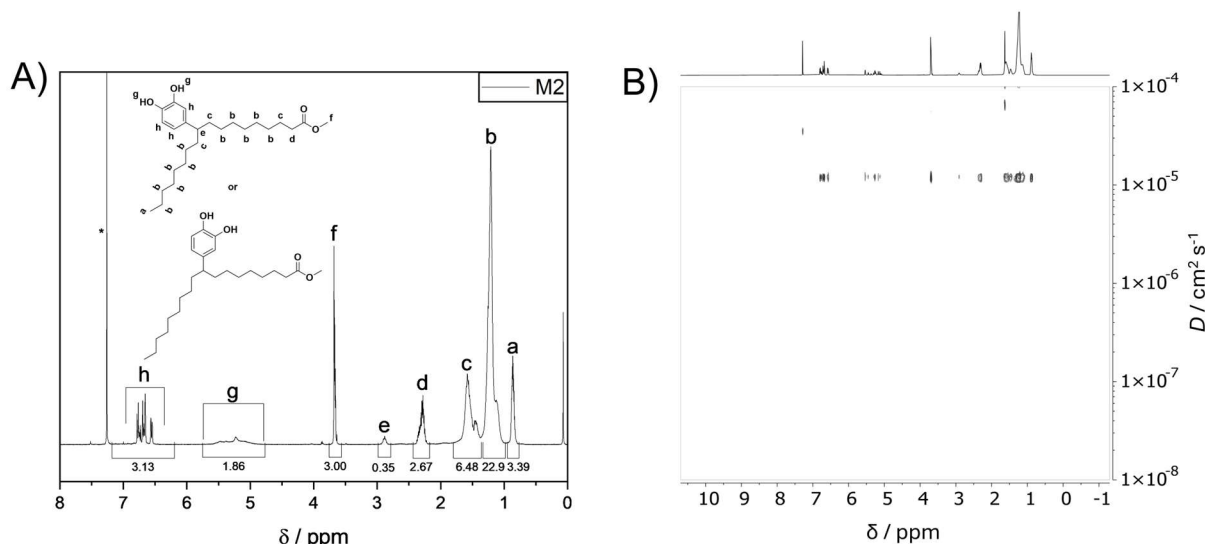 A)
M2
g
OH
g
HO
h
h
h
e
c
b
b
b
c
O
f
O
b
b
b
d
b
c
b
b
b
b
a
b
or
OH
HO
O
O
*
h
g
f
e
d
c
b
a
3.13
1.86
3.00
0.35
2.67
6.48
22.9
3.39
8
7
6
5
4
3
2
1
0
δ / ppm
B)
1×10⁻⁴
1×10⁻⁵
1×10⁻⁶
1×10⁻⁷
1×10⁻⁸
D / cm² s⁻¹
10 9 8 7 6 5 4 3 2 1 0 -1
δ / ppm